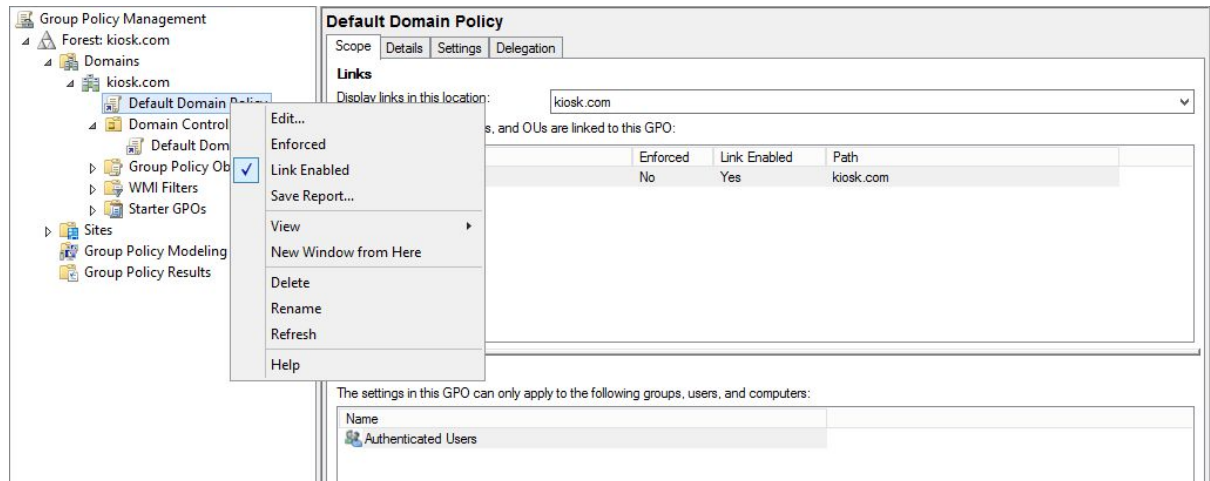 Group Policy Management
Forest: kiosk.com
Domains
kiosk.com
Default Domain Policy
Domain Control
Default Dom
Group Policy Ob
WMI Filters
Starter GPOs
Sites
Group Policy Modeling
Group Policy Results
Edit...
Enforced
Link Enabled
Save Report...
View
New Window from Here
Delete
Rename
Refresh
Help
Default Domain Policy
Scope Details Settings Delegation
Links
Display links in this location: kiosk.com
s, and OUs are linked to this GPO:
Enforced Link Enabled Path
No Yes kiosk.com
The settings in this GPO can only apply to the following groups, users, and computers:
Name
Authenticated Users